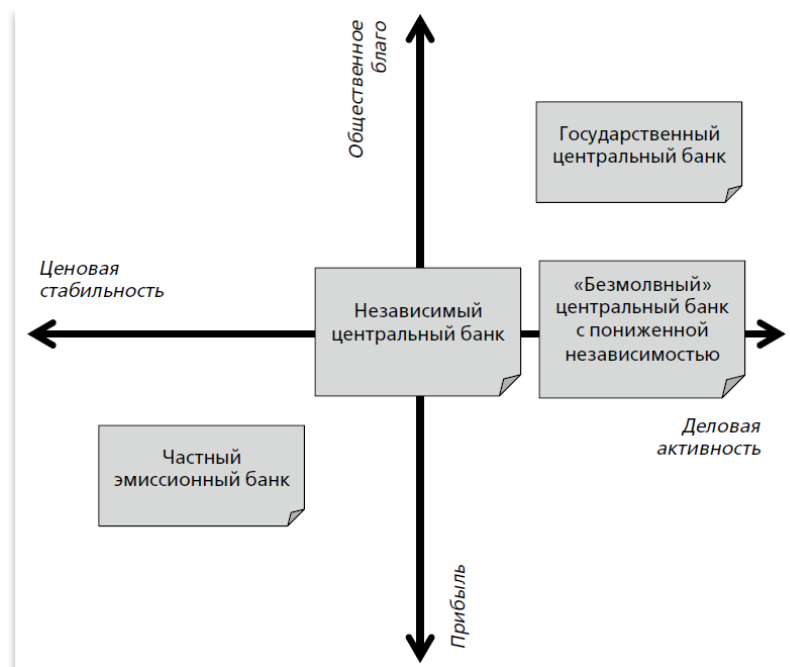 Общественное
благо
Государственный
центральный банк
Ценовая
стабильность
Независимый
центральный банк
«Безмолвный»
центральный банк
с пониженной
независимостью
Частный
эмиссионный банк
Деловая
активность
Прибыль